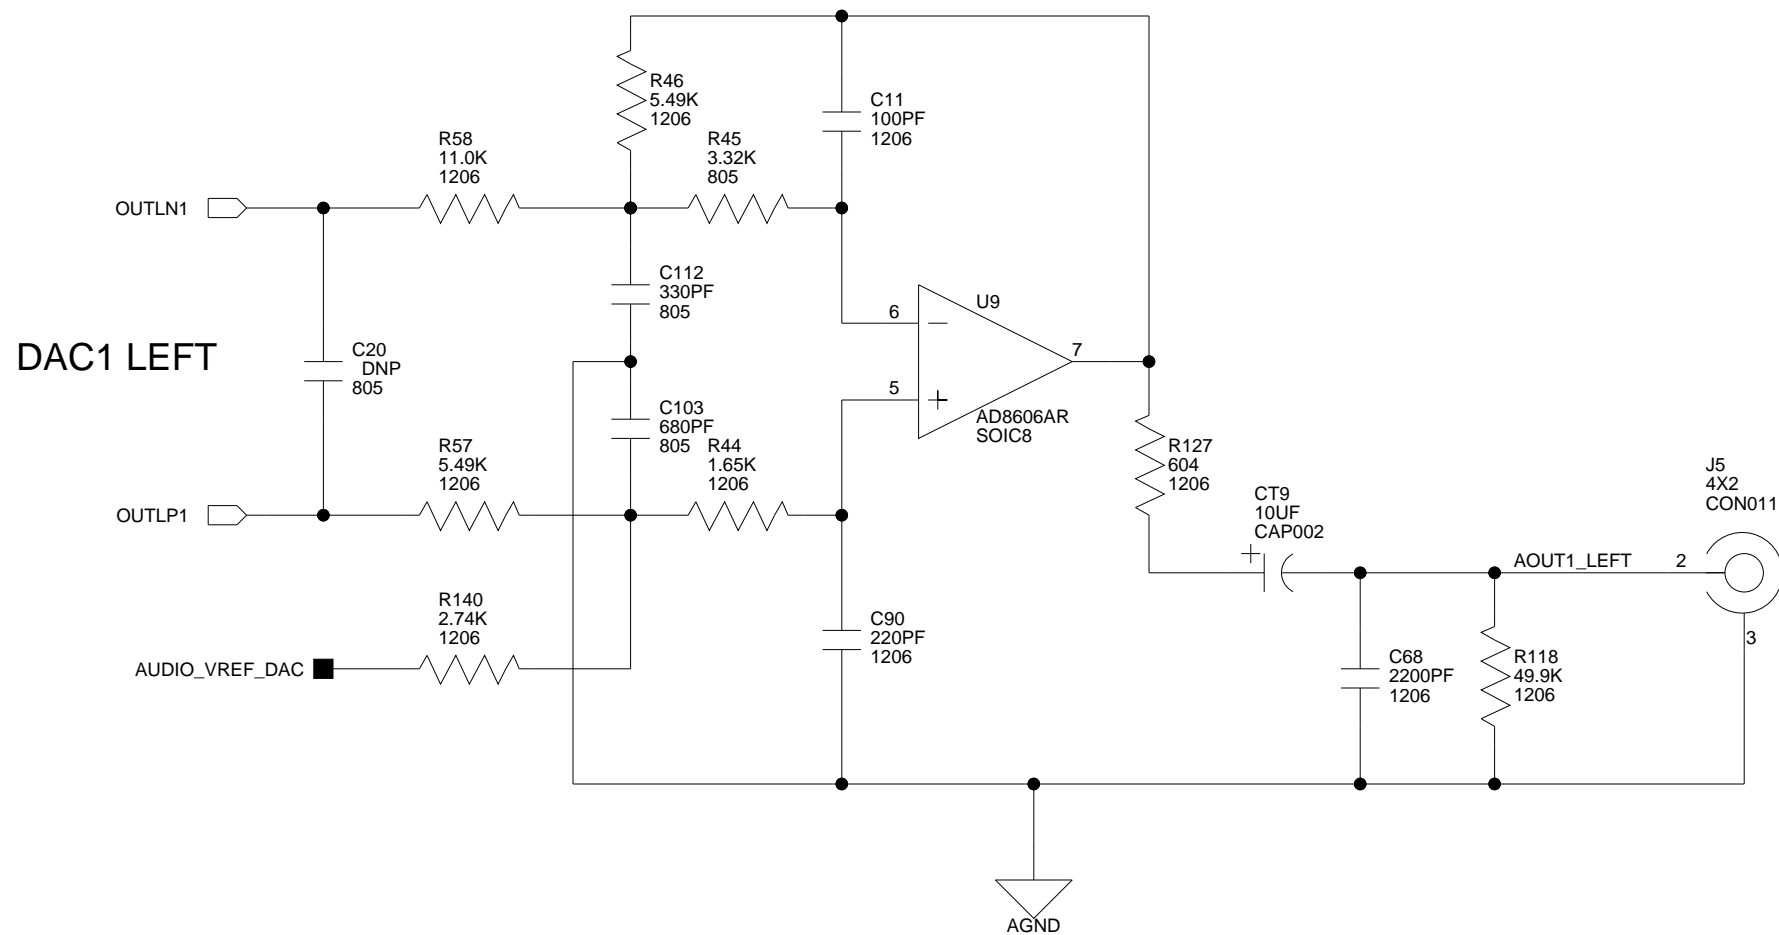 R46
5.49K
1206
C11
100PF
1206
R58
11.0K
1206
R45
3.32K
805
OUTLN1
C112
330PF
805
U9
6
7
DAC1 LEFT
C20
DNP
805
5
AD8606AR
SOIC8
C103
680PF
805
R44
1.65K
1206
R57
5.49K
1206
R127
604
1206
J5
4X2
CON011
OUTLP1
CT9
10UF
CAP002
AOUT1_LEFT
2
R140
2.74K
1206
C90
220PF
1206
3
AUDIO_VREF_DAC
C68
2200PF
1206
R118
49.9K
1206
AGND